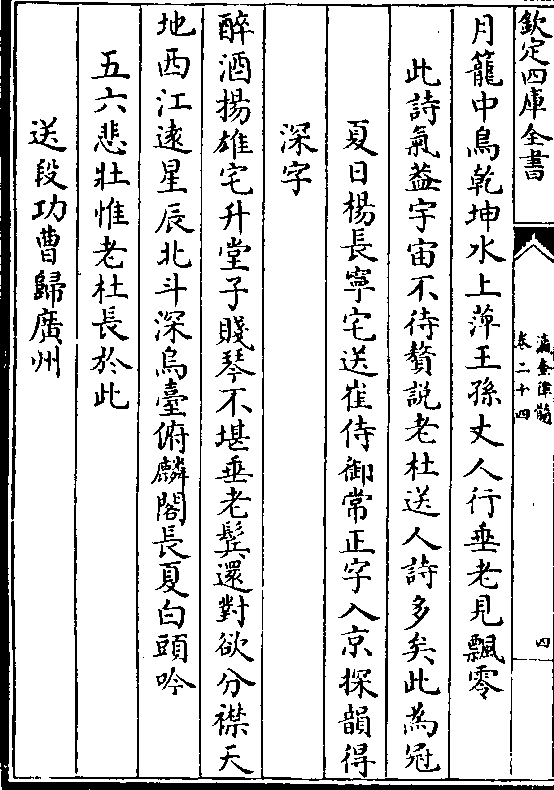 欽定四庫全書
瀛奎律髓
卷二十四
四
月籠中鳥乾坤水上萍王孫丈人行垂老見飄零
此詩氣葢宇宙不待贅説老杜送人詩多矣此為冠
夏日楊長寧宅送崔侍御常正字入京探韻得
深字
醉酒揚雄宅升堂子賤琴不堪垂老鬂還對欲分襟天
地西江逺星辰北斗深烏臺俯麟閣長夏白頭吟
五六悲壯惟老杜長於此
送段功曹歸廣州